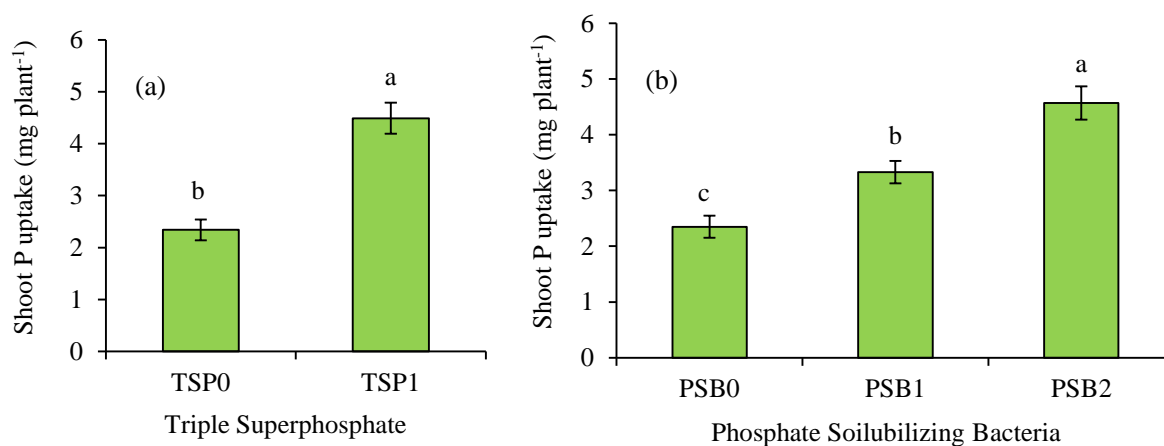 Shoot P uptake (mg plant-1)
6
5
4
3
2
1
0
(a)
b
a
TSP0 TSP1
Triple Superphosphate
Shoot P uptake (mg plant-1)
6
5
4
3
2
1
0
(b)
c
b
a
PSB0 PSB1 PSB2
Phosphate Soilubilizing Bacteria